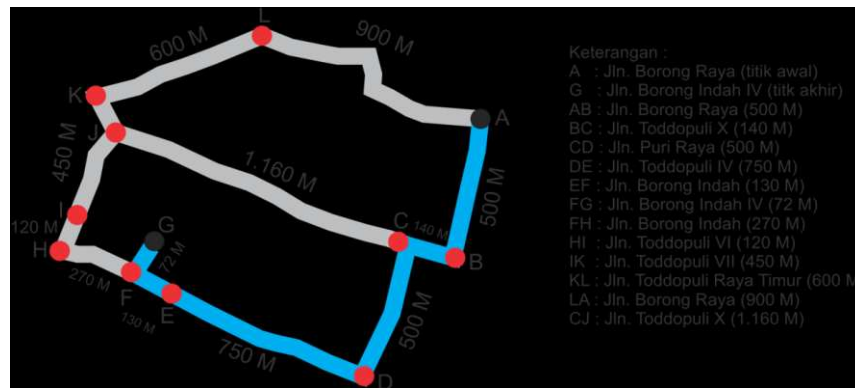 L
900 M
600 M
K
A
J
450 M
1.160 M
500 M
I
G
C
140 M
120 M
H
72 M
B
F
270 M
E
130 M
500 M
750 M
D
Keterangan :
A : Jln. Borong Raya (titik awal)
G : Jln. Borong Indah IV (titk akhir)
AB : Jln. Borong Raya (500 M)
BC : Jln. Toddopuli X (140 M)
CD : Jln. Puri Raya (500 M)
DE : Jln. Toddopuli IV (750 M)
EF : Jln. Borong Indah (130 M)
FG : Jln. Borong Indah IV (72 M)
FH : Jln. Borong Indah (270 M)
HI : Jln. Toddopuli VI (120 M)
IK : Jln. Toddopuli VII (450 M)
KL : Jln. Toddopuli Raya Timur (600 M
LA : Jln. Borong Raya (900 M)
CJ : Jln. Toddopuli X (1.160 M)